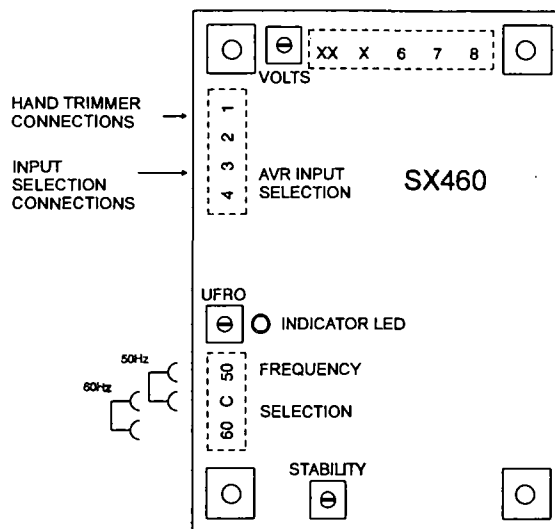 XX X 6 7 8
VOLTS
HAND TRIMMER
CONNECTIONS
1
2
3
4
INPUT
SELECTION
CONNECTIONS
AVR INPUT
SELECTION
SX460
UFRO
INDICATOR LED
50Hz
60Hz
50
C
60
FREQUENCY
SELECTION
STABILITY